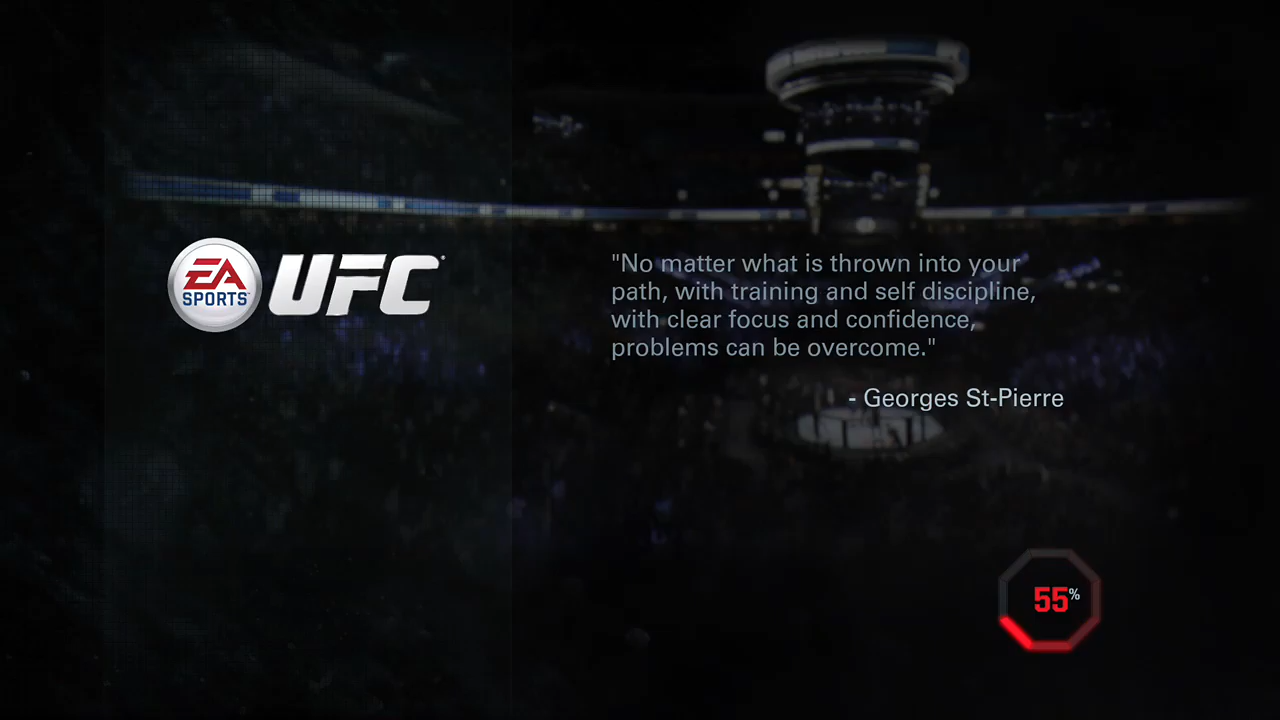 EA
SPORTS
UFC
"No matter what is thrown into your
path, with training and self discipline,
with clear focus and confidence,
problems can be overcome."
- Georges St-Pierre
55%